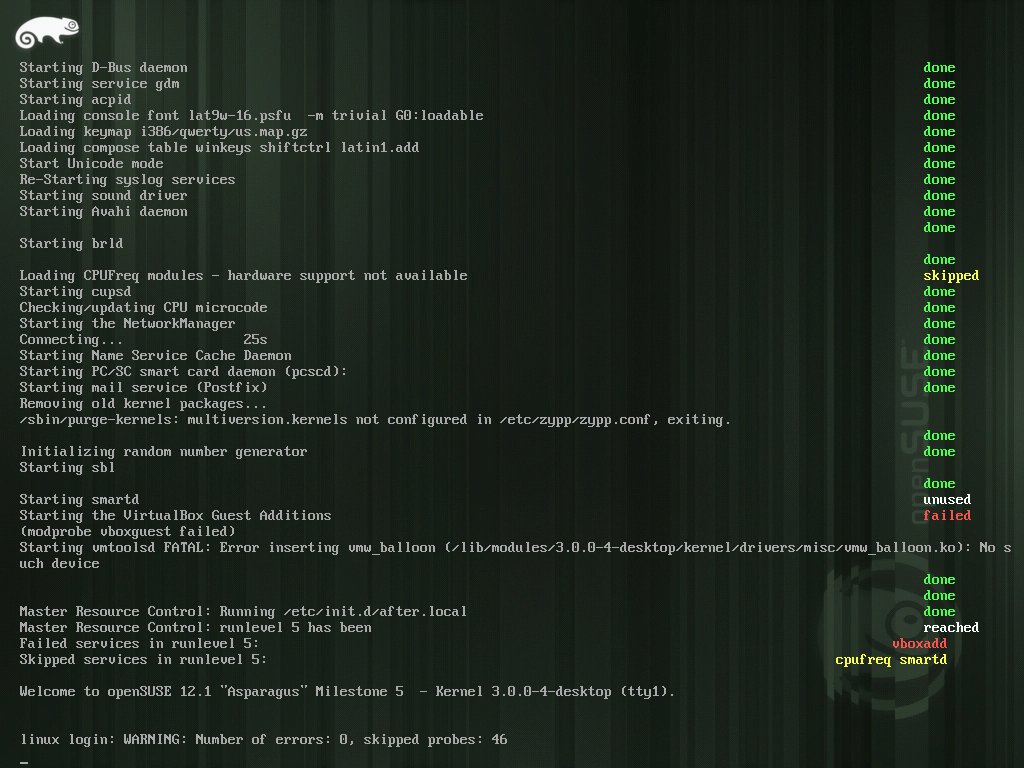 Starting D-Bus daemon done
Starting service gdm done
Starting acpid done
Loading console font lat9w-16.psfu  -m trivial G0:loadable done
Loading keymap i386/qwerty/us.map.gz done
Loading compose table winkeys shiftctrl latin1.add done
Start Unicode mode done
Re-Starting syslog services done
Starting sound driver done
Starting Avahi daemon done
done
Starting brld
done
Loading CPUFreq modules - hardware support not available skipped
Starting cupsd done
Checking/updating CPU microcode done
Starting the NetworkManager done
Connecting... 25s done
Starting Name Service Cache Daemon done
Starting PC/SC smart card daemon (pcscd): done
Starting mail service (Postfix) done
Removing old kernel packages...
/sbin/purge-kernels: multiversion.kernels not configured in /etc/zypp/zypp.conf, exiting.
done
Initializing random number generator done
Starting sbl
done
Starting smartd unused
Starting the VirtualBox Guest Additions failed
(modprobe vboxguest failed)
Starting vmtoolsd FATAL: Error inserting vmw_balloon (/lib/modules/3.0.0-4-desktop/kernel/drivers/misc/vmw_balloon.ko): No s
uch device
done
done
Master Resource Control: Running /etc/init.d/after.local done
Master Resource Control: runlevel 5 has been reached
Failed services in runlevel 5: vboxadd
Skipped services in runlevel 5: cpufreq smartd
Welcome to openSUSE 12.1 "Asparagus" Milestone 5  - Kernel 3.0.0-4-desktop (tty1).
linux login: WARNING: Number of errors: 0, skipped probes: 46
_
openSUSE